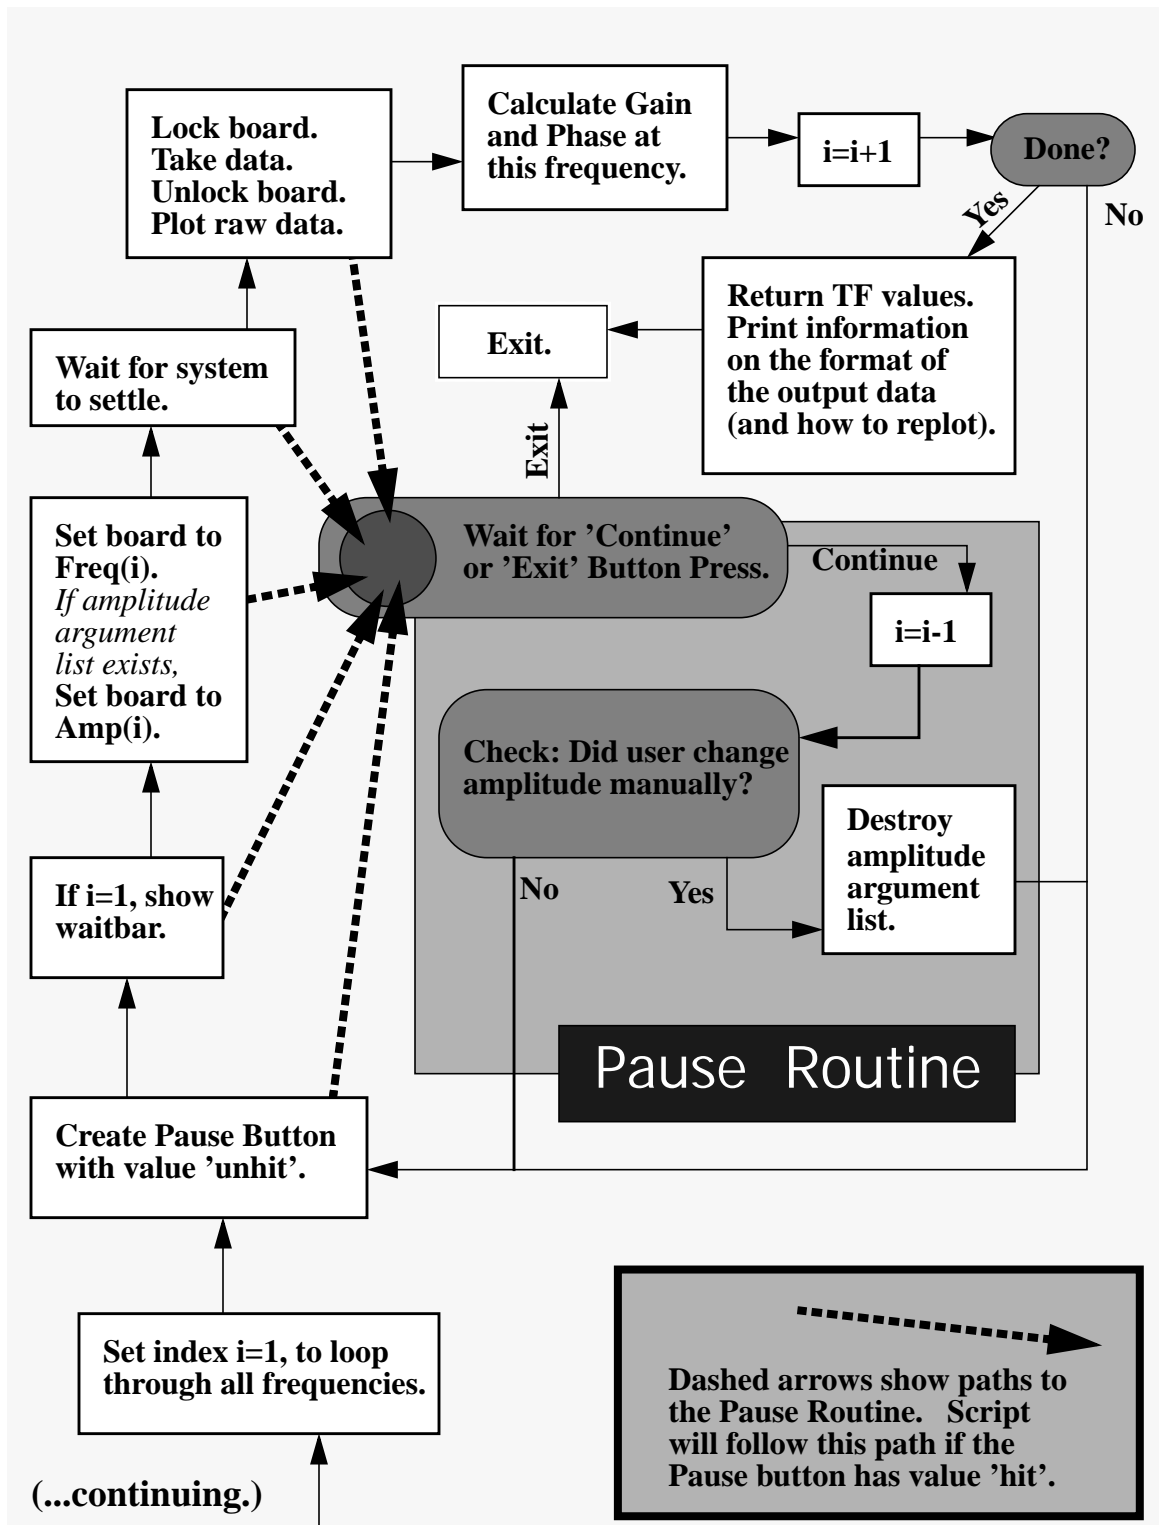 Lock board.
Take data.
Unlock board.
Plot raw data.
Calculate Gain
and Phase at
this frequency.
i=i+1
Done?
Yes
No
Return TF values.
Print information
on the format of
the output data
(and how to replot).
Exit.
Exit
Wait for system
to settle.
Set board to
Freq(i).
If amplitude
argument
list exists,
Set board to
Amp(i).
Wait for ’Continue’
or ’Exit’ Button Press.
Continue
i=i-1
Check: Did user change
amplitude manually?
No
Yes
Destroy
amplitude
argument
list.
If i=1, show
waitbar.
Pause Routine
Create Pause Button
with value ’unhit’.
Set index i=1, to loop
through all frequencies.
(...continuing.)
Dashed arrows show paths to
the Pause Routine. Script
will follow this path if the
Pause button has value ’hit’.